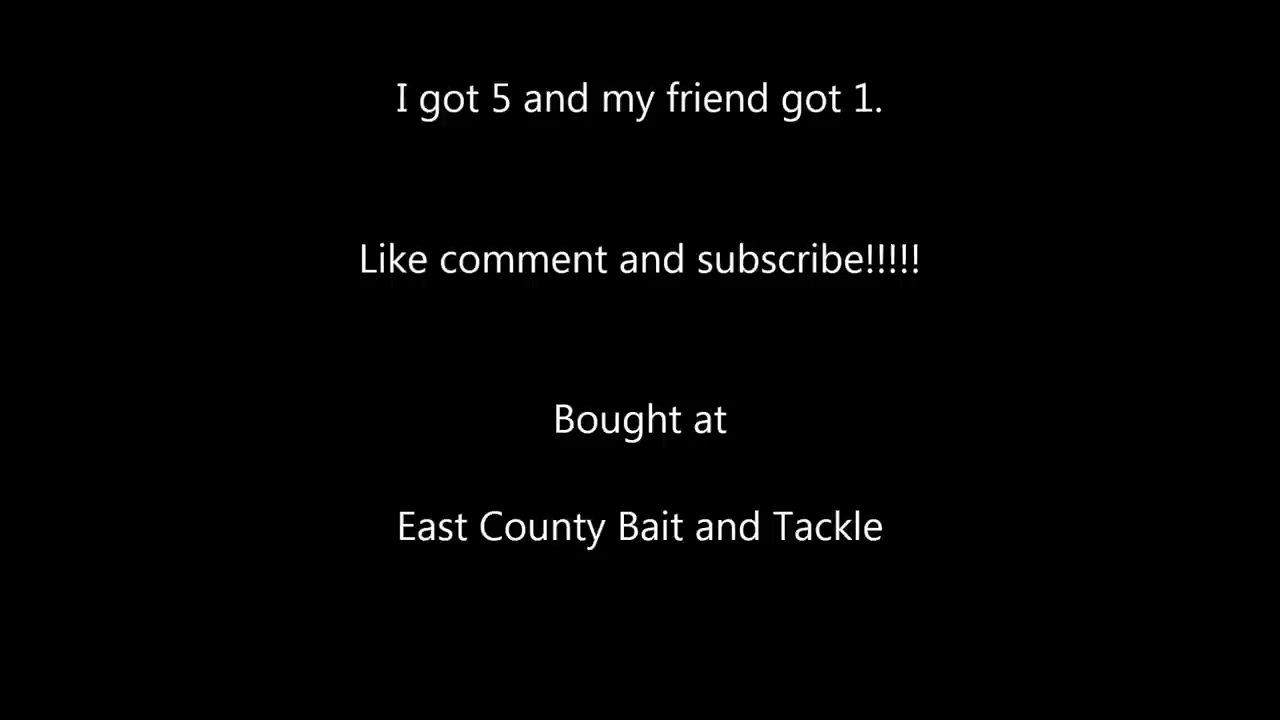 I got 5 and my friend got 1.
Like comment and subscribe!!!!!
Bought at
East County Bait and Tackle